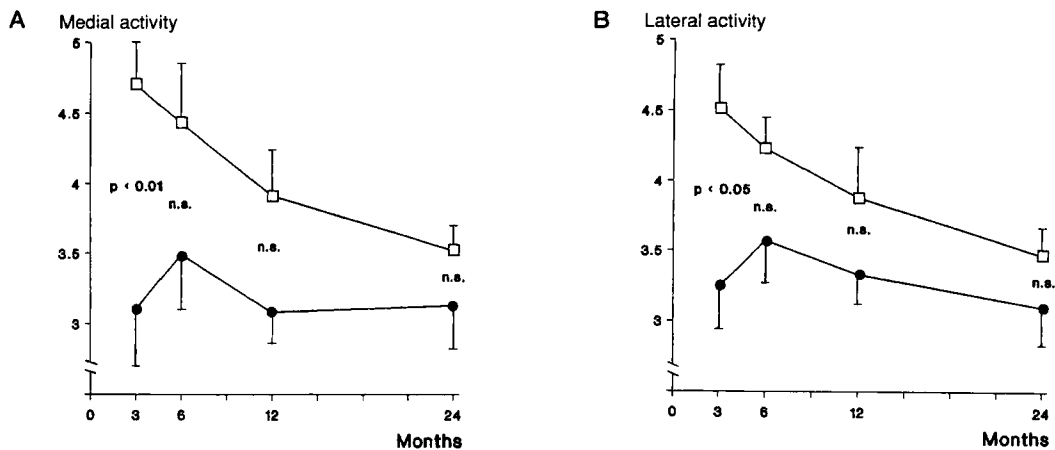 A Medial activity
5
4.5
4
3.5
3
p < 0.01
n.s.
n.s.
n.s.
0 3 6 12 24
Months
B Lateral activity
5
4.5
4
3.5
3
p < 0.05
n.s.
n.s.
n.s.
0 3 6 12 24
Months